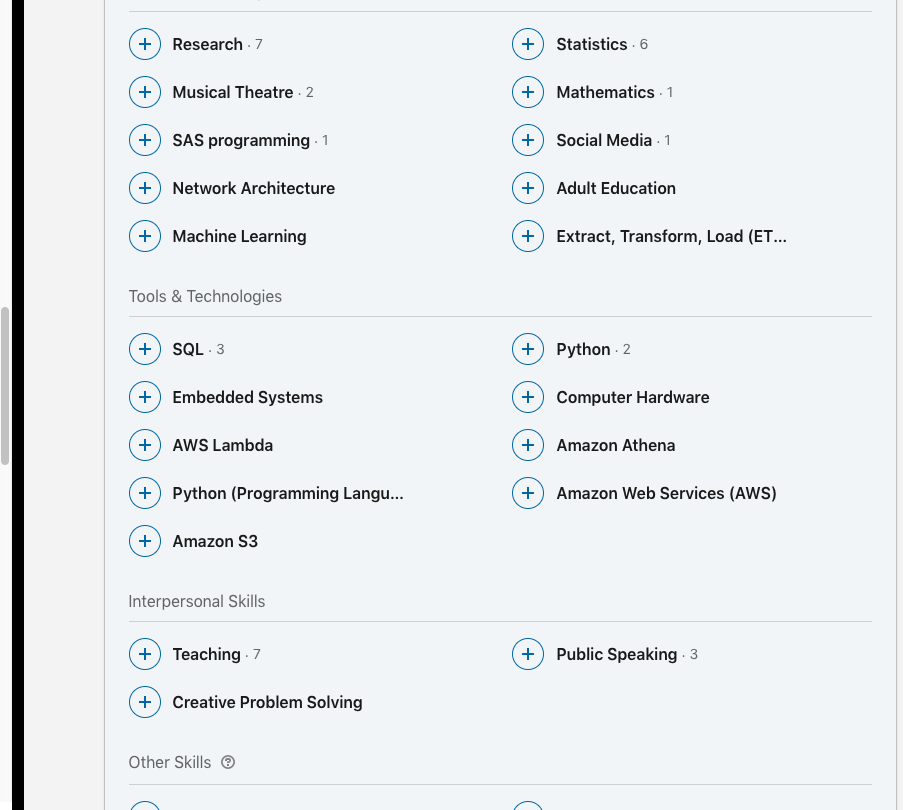 Research · 7
Statistics · 6
Musical Theatre · 2
Mathematics · 1
SAS programming · 1
Social Media · 1
Network Architecture
Adult Education
Machine Learning
Extract, Transform, Load (ET...
Tools & Technologies
SQL · 3
Python · 2
Embedded Systems
Computer Hardware
AWS Lambda
Amazon Athena
Python (Programming Langu...
Amazon Web Services (AWS)
Amazon S3
Interpersonal Skills
Teaching · 7
Public Speaking · 3
Creative Problem Solving
Other Skills